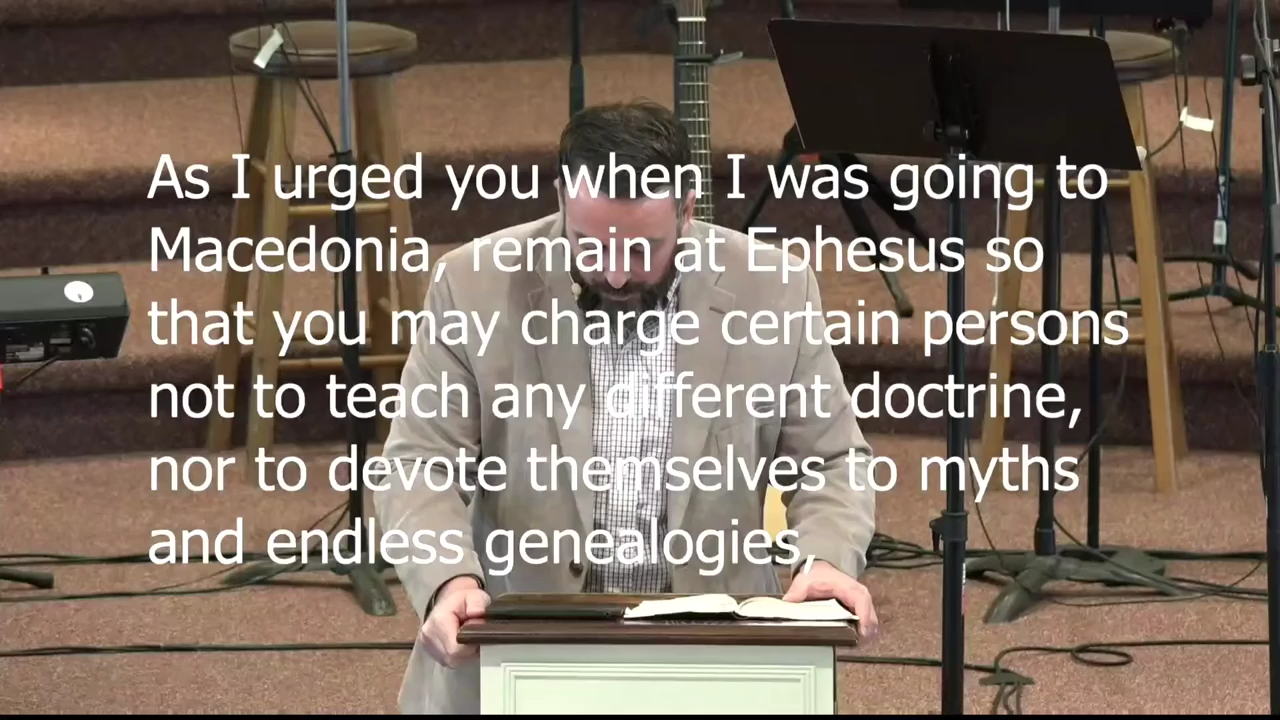 As I urged you when I was going to
Macedonia, remain at Ephesus so
that you may charge certain persons
not to teach any different doctrine,
nor to devote themselves to myths
and endless genealogies,